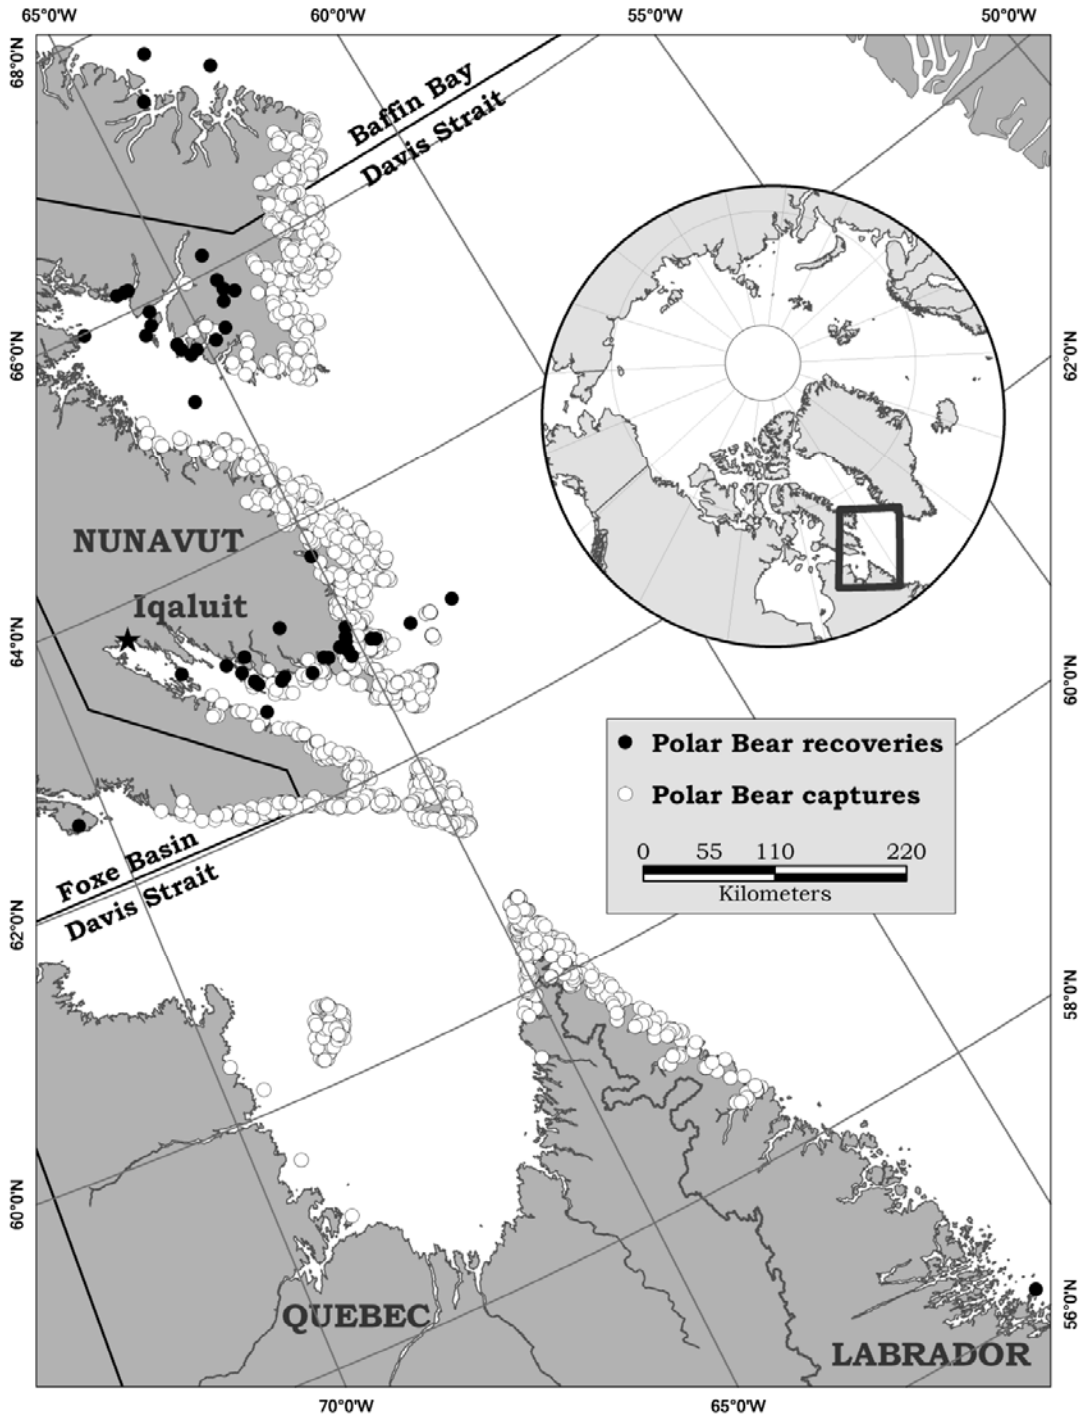 65°0'W 60°0'W 55°0'W 50°0'W
68°0'N
Baffin Bay
Davis Strait
66°0'N
62°0'N
NUNAVUT
Iqaluit
64°0'N
60°0'N
Polar Bear recoveries
Polar Bear captures
0 55 110 220
Kilometers
Foxe Basin
Davis Strait
62°0'N
58°0'N
60°0'N
56°0'N
QUEBEC
LABRADOR
70°0'W 65°0'W